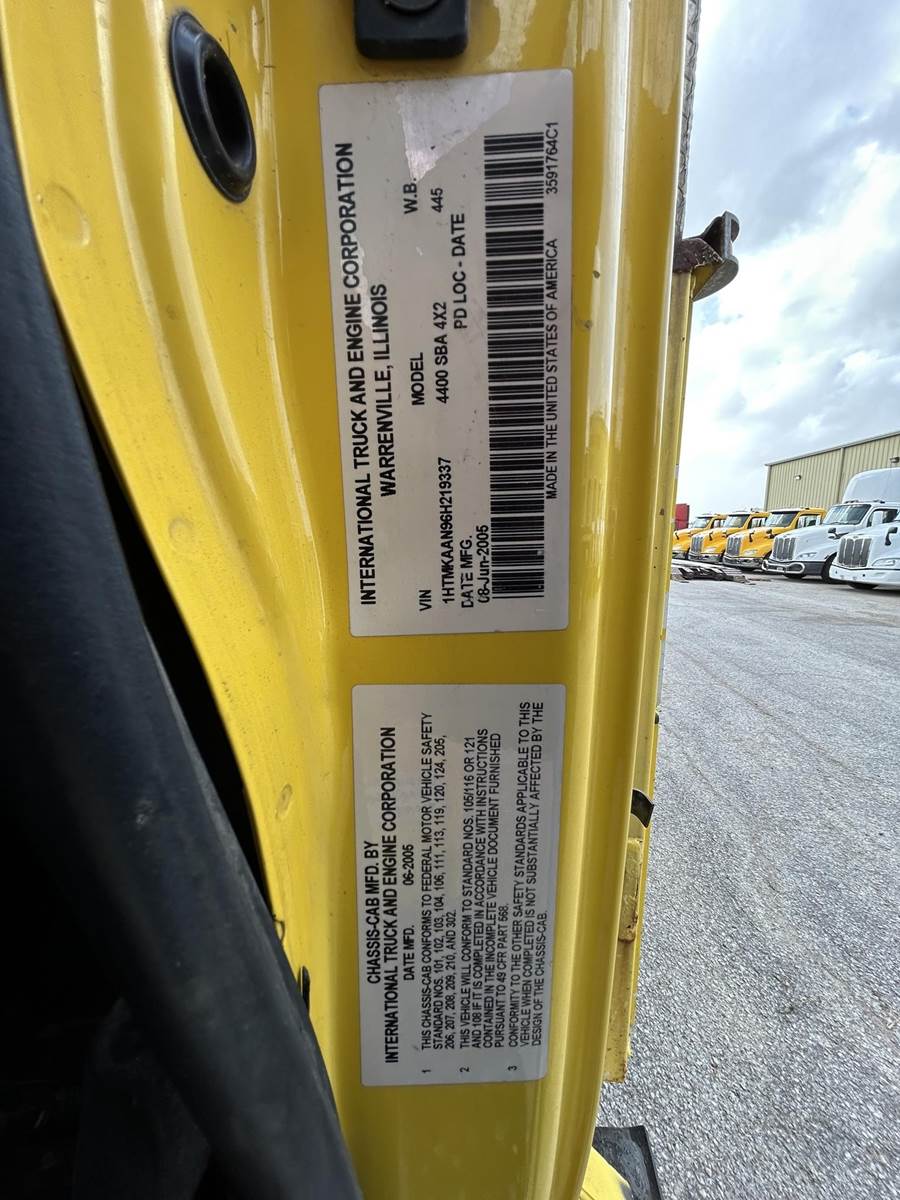 INTERNATIONAL TRUCK AND ENGINE CORPORATION
WARRENVILLE, ILLINOIS
VIN MODEL W.B.
1HTMKAAN96H219337 4400 SBA 4X2 445
DATE MFG. PD LOC - DATE
08-Jun-2005
MADE IN THE UNITED STATES OF AMERICA 3591764C1
CHASSIS-CAB MFD. BY
INTERNATIONAL TRUCK AND ENGINE CORPORATION
DATE MFD. 06-2005
1 THIS CHASSIS-CAB CONFORMS TO FEDERAL MOTOR VEHICLE SAFETY
STANDARD NOS. 101, 102, 103, 104, 106, 111, 113, 119, 120, 124, 205,
206, 207, 208, 209, 210, AND 302.
2 THIS VEHICLE WILL CONFORM TO STANDARD NOS. 105/116 OR 121
AND 108 IF IT IS COMPLETED IN ACCORDANCE WITH INSTRUCTIONS
CONTAINED IN THE INCOMPLETE VEHICLE DOCUMENT FURNISHED
PURSUANT TO 49 CFR PART 568.
3 CONFORMITY TO THE OTHER SAFETY STANDARDS APPLICABLE TO THIS
VEHICLE WHEN COMPLETED IS NOT SUBSTANTIALLY AFFECTED BY THE
DESIGN OF THE CHASSIS-CAB.